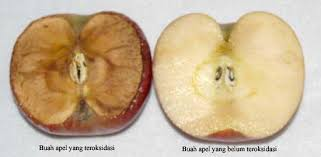 Buah apel yang teroksidasi
Buah apel yang belum teroksidasi